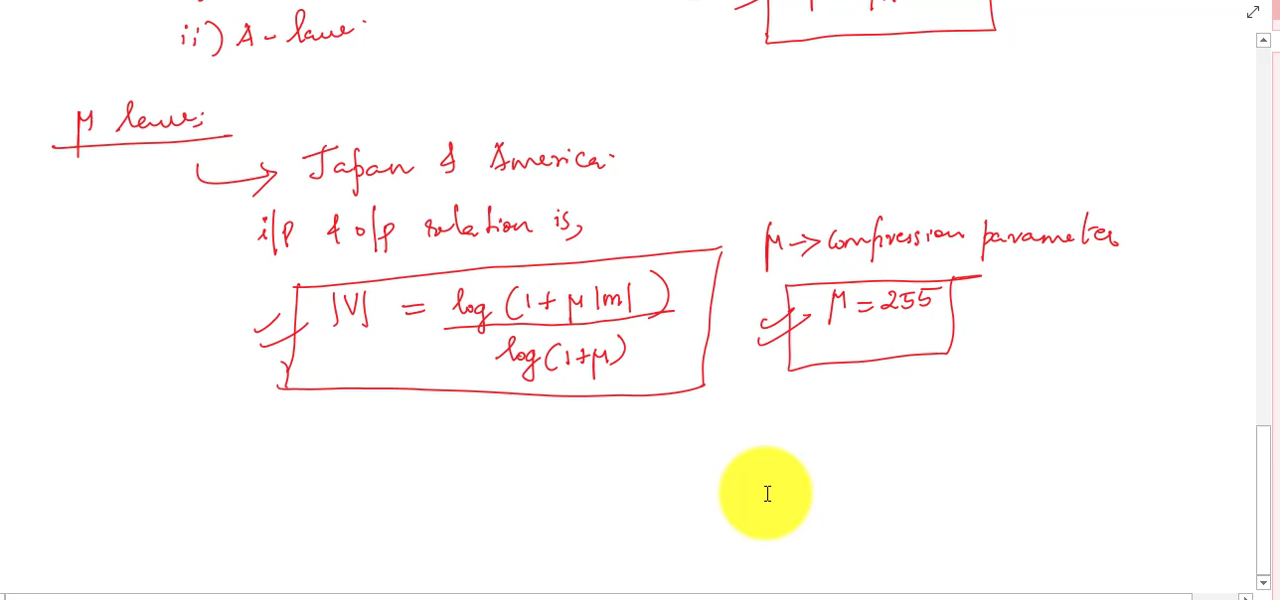 ii) A-law.
μ law:
Japan & America.
i/p & o/p relation is,
μ → compression parameter
|V| = log (1+ μ |m| ) / log (1+μ)
μ = 255